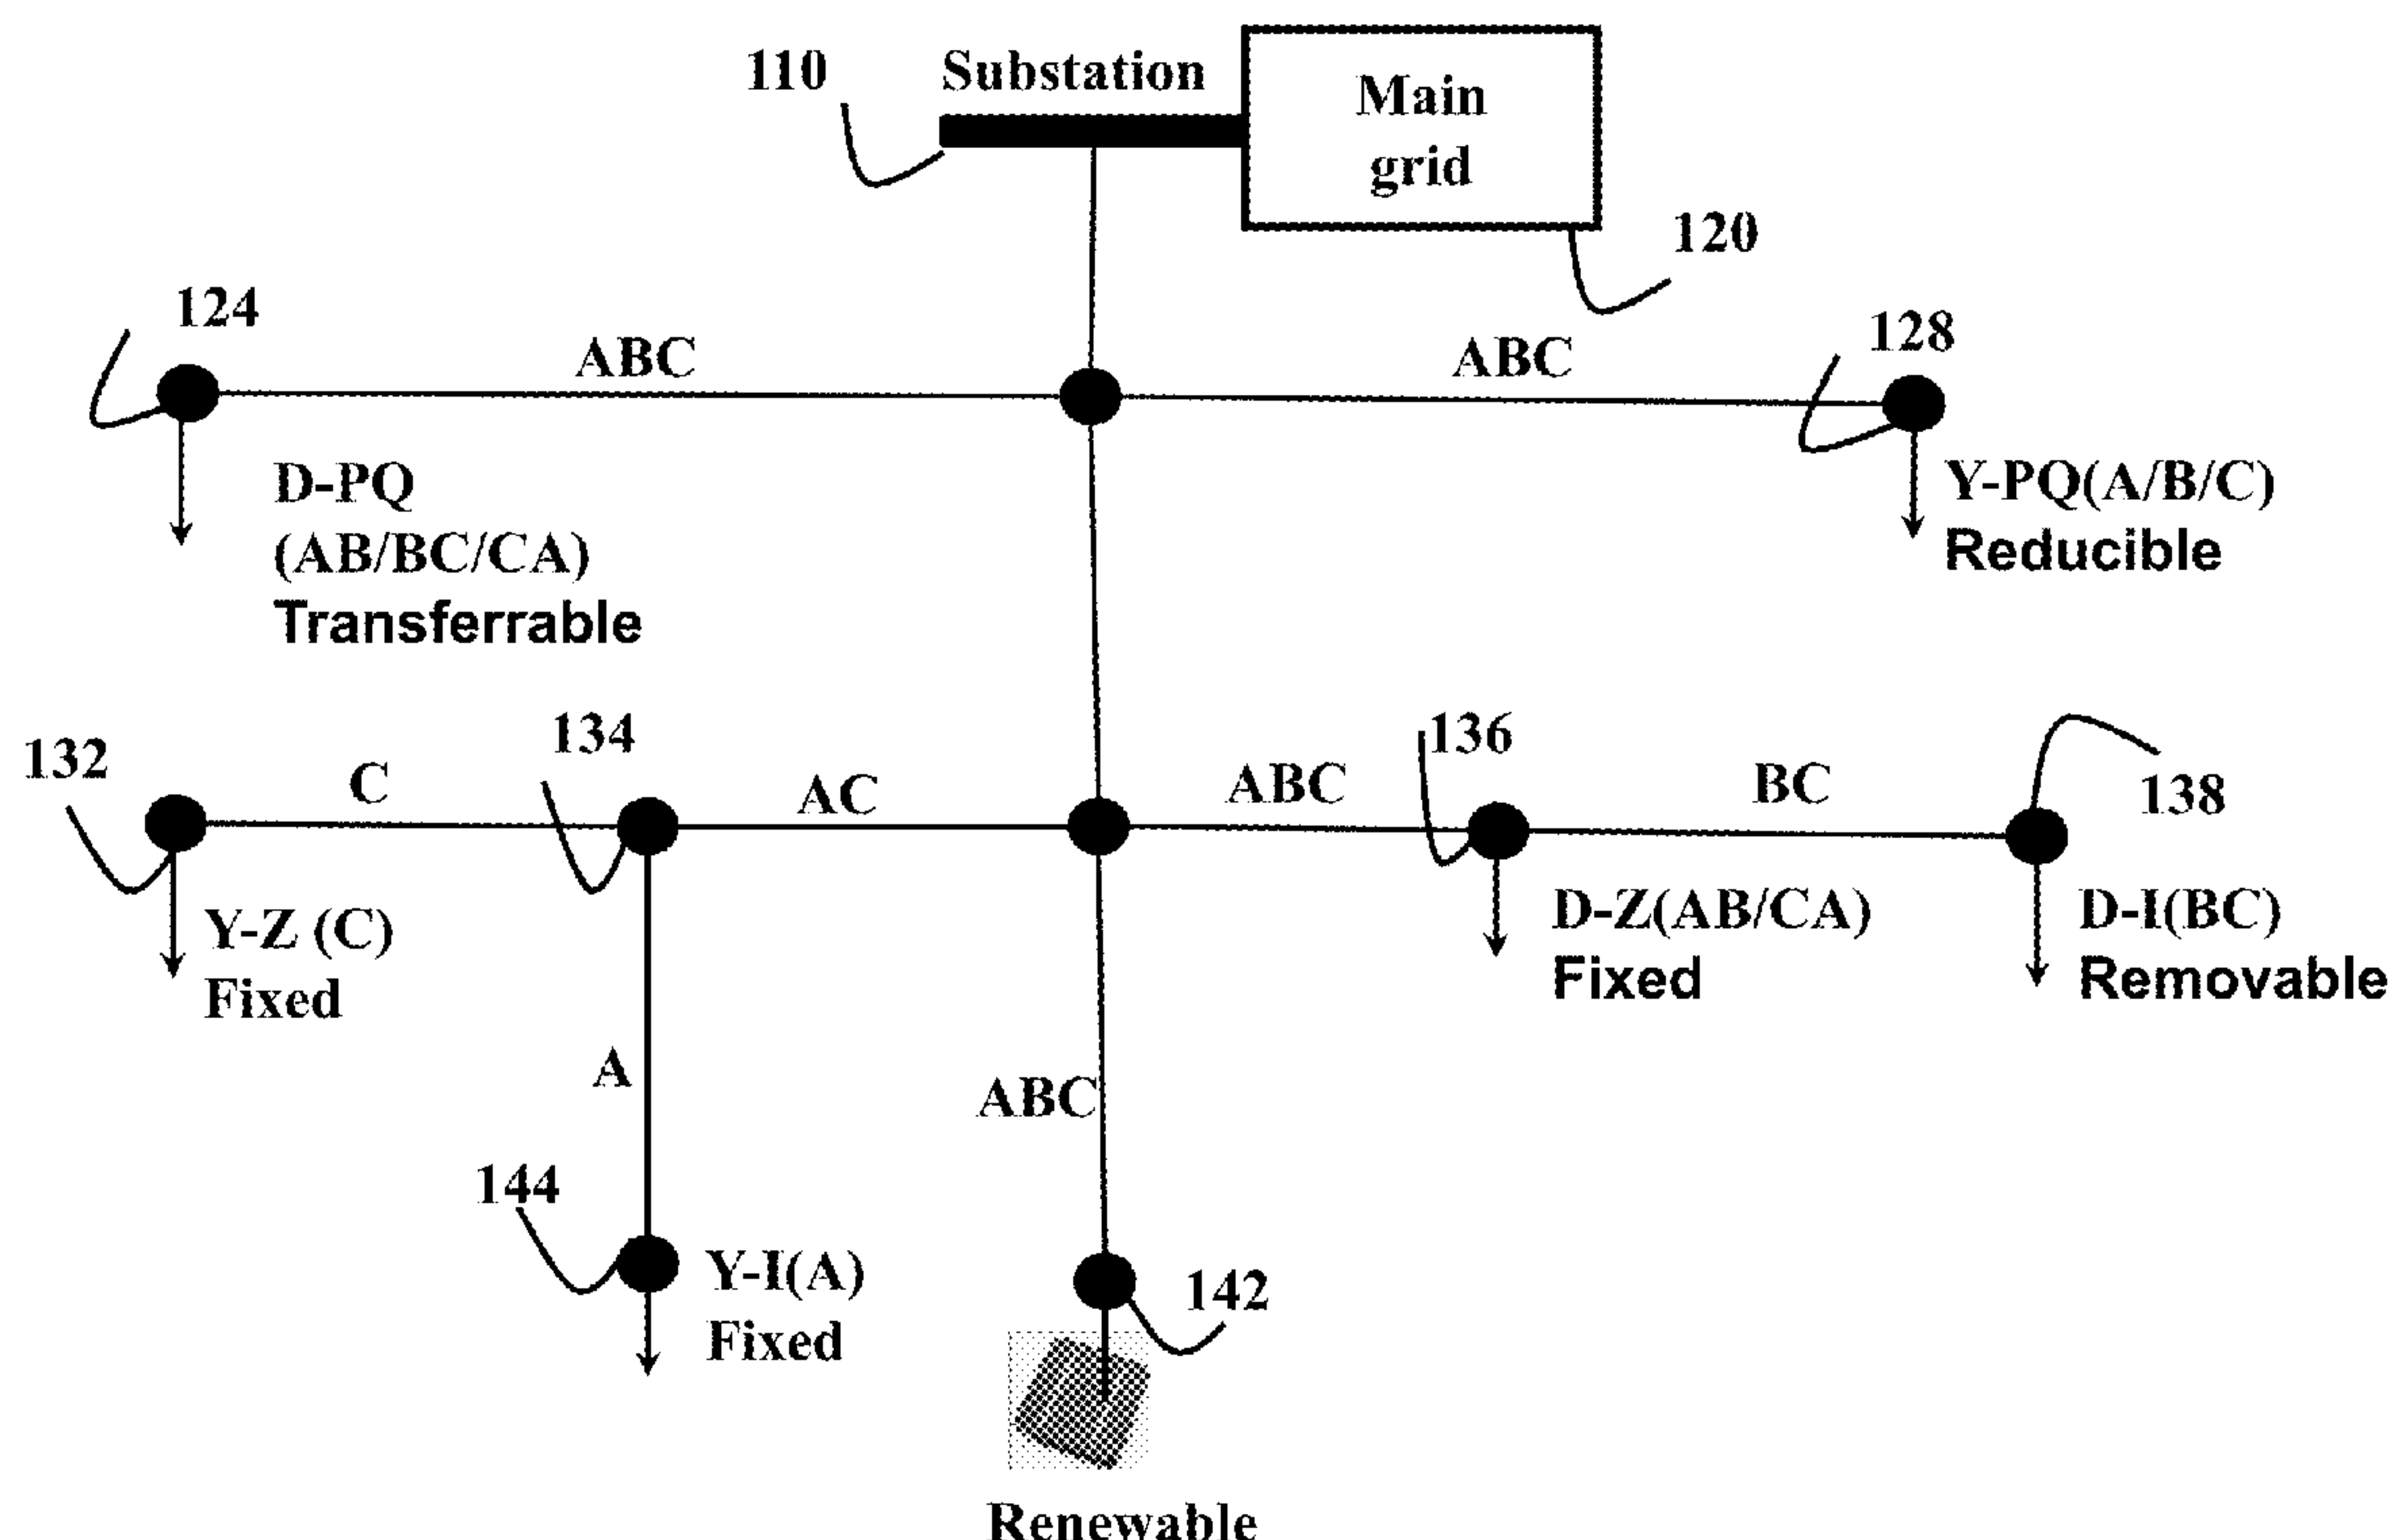 110
Substation
Main
grid
120
124
ABC
ABC
128
D-PQ
(AB/BC/CA)
Transferrable
Y-PQ(A/B/C)
Reducible
132
C
134
AC
ABC
136
BC
138
Y-Z (C)
Fixed
D-Z(AB/CA)
Fixed
D-I(BC)
Removable
A
ABC
144
Y-I(A)
Fixed
142
Renewable